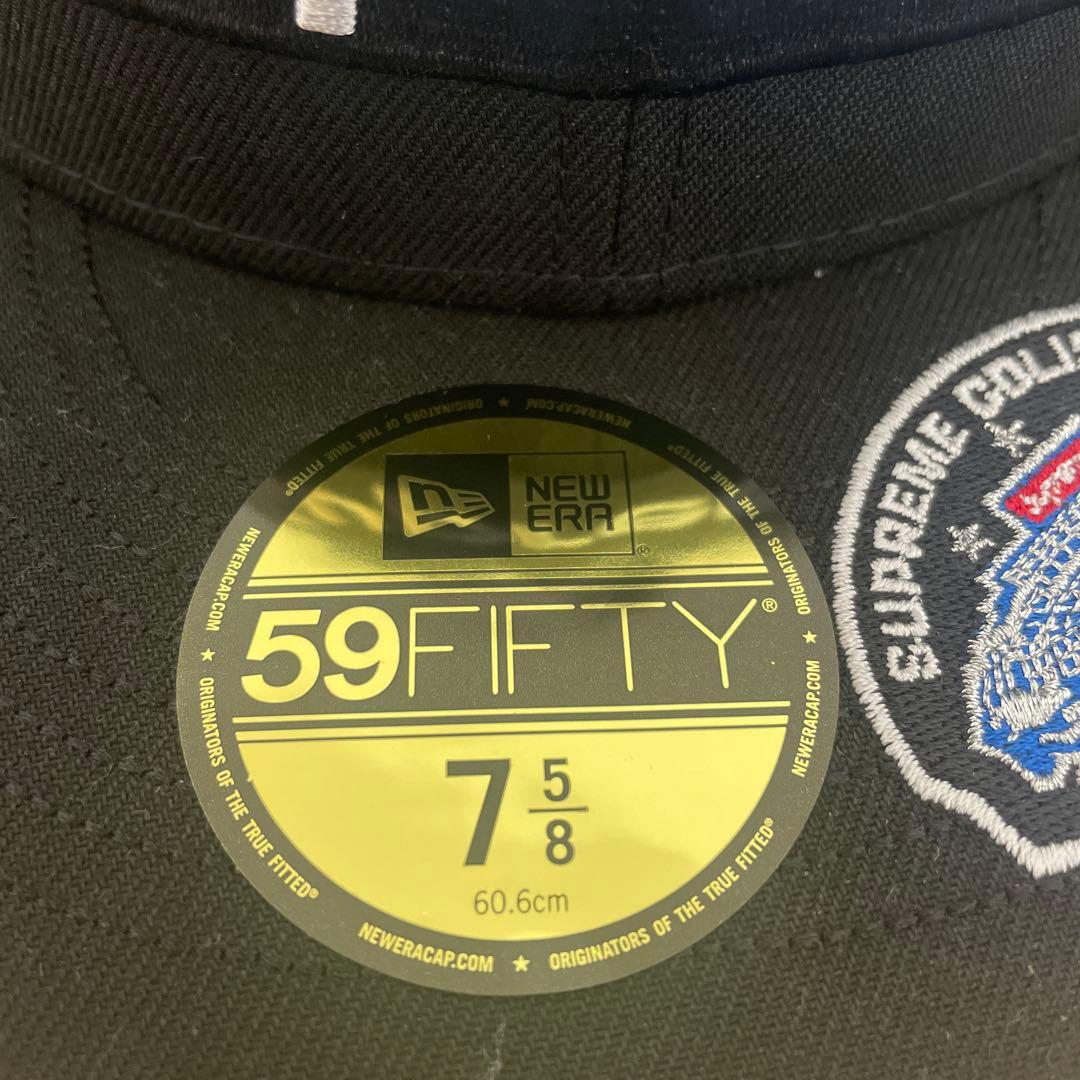 NEW
ERA
®
59FIFTY®
7 5/8
60.6cm
NEWERACAP.COM ★ ORIGINATORS OF THE TRUE FITTED® NEWERACAP.COM ★ ORIGINATORS OF THE TRUE FITTED® NEWERACAP.COM ★ ORIGINATORS OF THE TRUE FITTED® NEWERACAP.COM ★ ORIGINATORS OF THE TRUE FITTED®
SUPREME